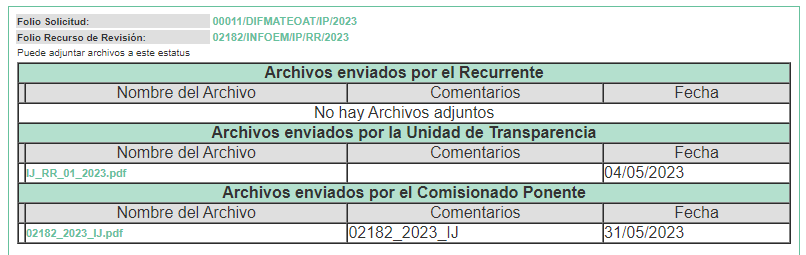 Folio Solicitud: 00011/DIFMATEOAT/IP/2023
Folio Recurso de Revisión: 02182/INFOEM/IP/RR/2023
Puede adjuntar archivos a este estatus
Archivos enviados por el Recurrente
Nombre del Archivo Comentarios Fecha
No hay Archivos adjuntos
Archivos enviados por la Unidad de Transparencia
Nombre del Archivo Comentarios Fecha
IJ_RR_01_2023.pdf 04/05/2023
Archivos enviados por el Comisionado Ponente
Nombre del Archivo Comentarios Fecha
02182_2023_IJ.pdf 02182_2023_IJ 31/05/2023